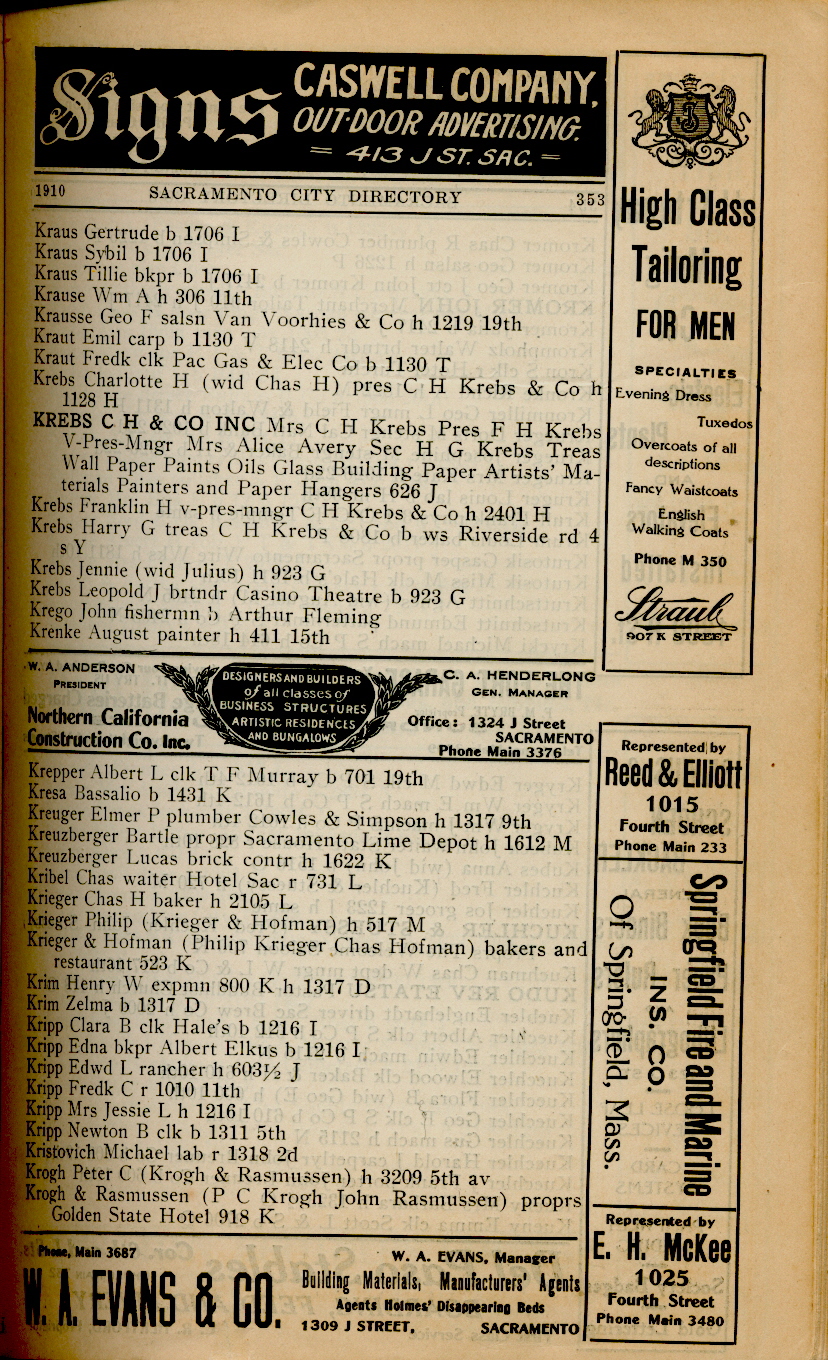 Signs
CASWELL COMPANY.
OUT-DOOR ADVERTISING.
= 413 J ST. SAC. =
1910 SACRAMENTO CITY DIRECTORY 353
Kraus Gertrude b 1706 I
Kraus Sybil b 1706 I
Kraus Tillie bkpr b 1706 I
Krause Wm A h 306 11th
Krausse Geo F salsn Van Voorhies & Co h 1219 19th
Kraut Emil carp b 1130 T
Kraut Fredk clk Pac Gas & Elec Co b 1130 T
Krebs Charlotte H (wid Chas H) pres C H Krebs & Co h
1128 H
KREBS C H & CO INC Mrs C H Krebs Pres F H Krebs
V-Pres-Mngr Mrs Alice Avery Sec H G Krebs Treas
Wall Paper Paints Oils Glass Building Paper Artists' Ma-
terials Painters and Paper Hangers 626 J
Krebs Franklin H v-pres-mngr C H Krebs & Co h 2401 H
Krebs Harry G treas C H Krebs & Co b ws Riverside rd 4
s Y
Krebs Jennie (wid Julius) h 923 G
Krebs Leopold J brtndr Casino Theatre b 923 G
Krego John fishermn b Arthur Fleming
Krenke August painter h 411 15th
W. A. ANDERSON
PRESIDENT
Northern California
Construction Co. Inc.
DESIGNERS AND BUILDERS
of all classes of
BUSINESS STRUCTURES
ARTISTIC RESIDENCES
AND BUNGALOWS
C. A. HENDERLONG
GEN. MANAGER
Office: 1324 J Street
SACRAMENTO
Phone Main 3376
Krepper Albert L clk T F Murray b 701 19th
Kresa Bassalio b 1431 K
Kreuger Elmer P plumber Cowles & Simpson h 1317 9th
Kreuzberger Bartle propr Sacramento Lime Depot h 1612 M
Kreuzberger Lucas brick contr h 1622 K
Kribel Chas waiter Hotel Sac r 731 L
Krieger Chas H baker h 2105 L
Krieger Philip (Krieger & Hofman) h 517 M
Krieger & Hofman (Philip Krieger Chas Hofman) bakers and
restaurant 523 K
Krim Henry W expmn 800 K h 1317 D
Krim Zelma b 1317 D
Kripp Clara B clk Hale's b 1216 I
Kripp Edna bkpr Albert Elkus b 1216 I
Kripp Edwd L rancher h 603½ J
Kripp Fredk C r 1010 11th
Kripp Mrs Jessie L h 1216 I
Kripp Newton B clk b 1311 5th
Kristovich Michael lab r 1318 2d
Krogh Peter C (Krogh & Rasmussen) h 3209 5th av
Krogh & Rasmussen (P C Krogh John Rasmussen) proprs
Golden State Hotel 918 K
Phone, Main 3687
W. A. EVANS & CO.
W. A. EVANS, Manager
Building Materials, Manufacturers' Agents
Agents Holmes' Disappearing Beds
1309 J STREET, SACRAMENTO
High Class
Tailoring
FOR MEN
SPECIALTIES
Evening Dress
Tuxedos
Overcoats of all
descriptions
Fancy Waistcoats
English
Walking Coats
Phone M 350
Straub
907 K STREET
Represented by
Reed & Elliott
1015
Fourth Street
Phone Main 233
Springfield Fire and Marine
INS. CO.
Of Springfield, Mass.
Represented by
E. H. McKee
1025
Fourth Street
Phone Main 3480